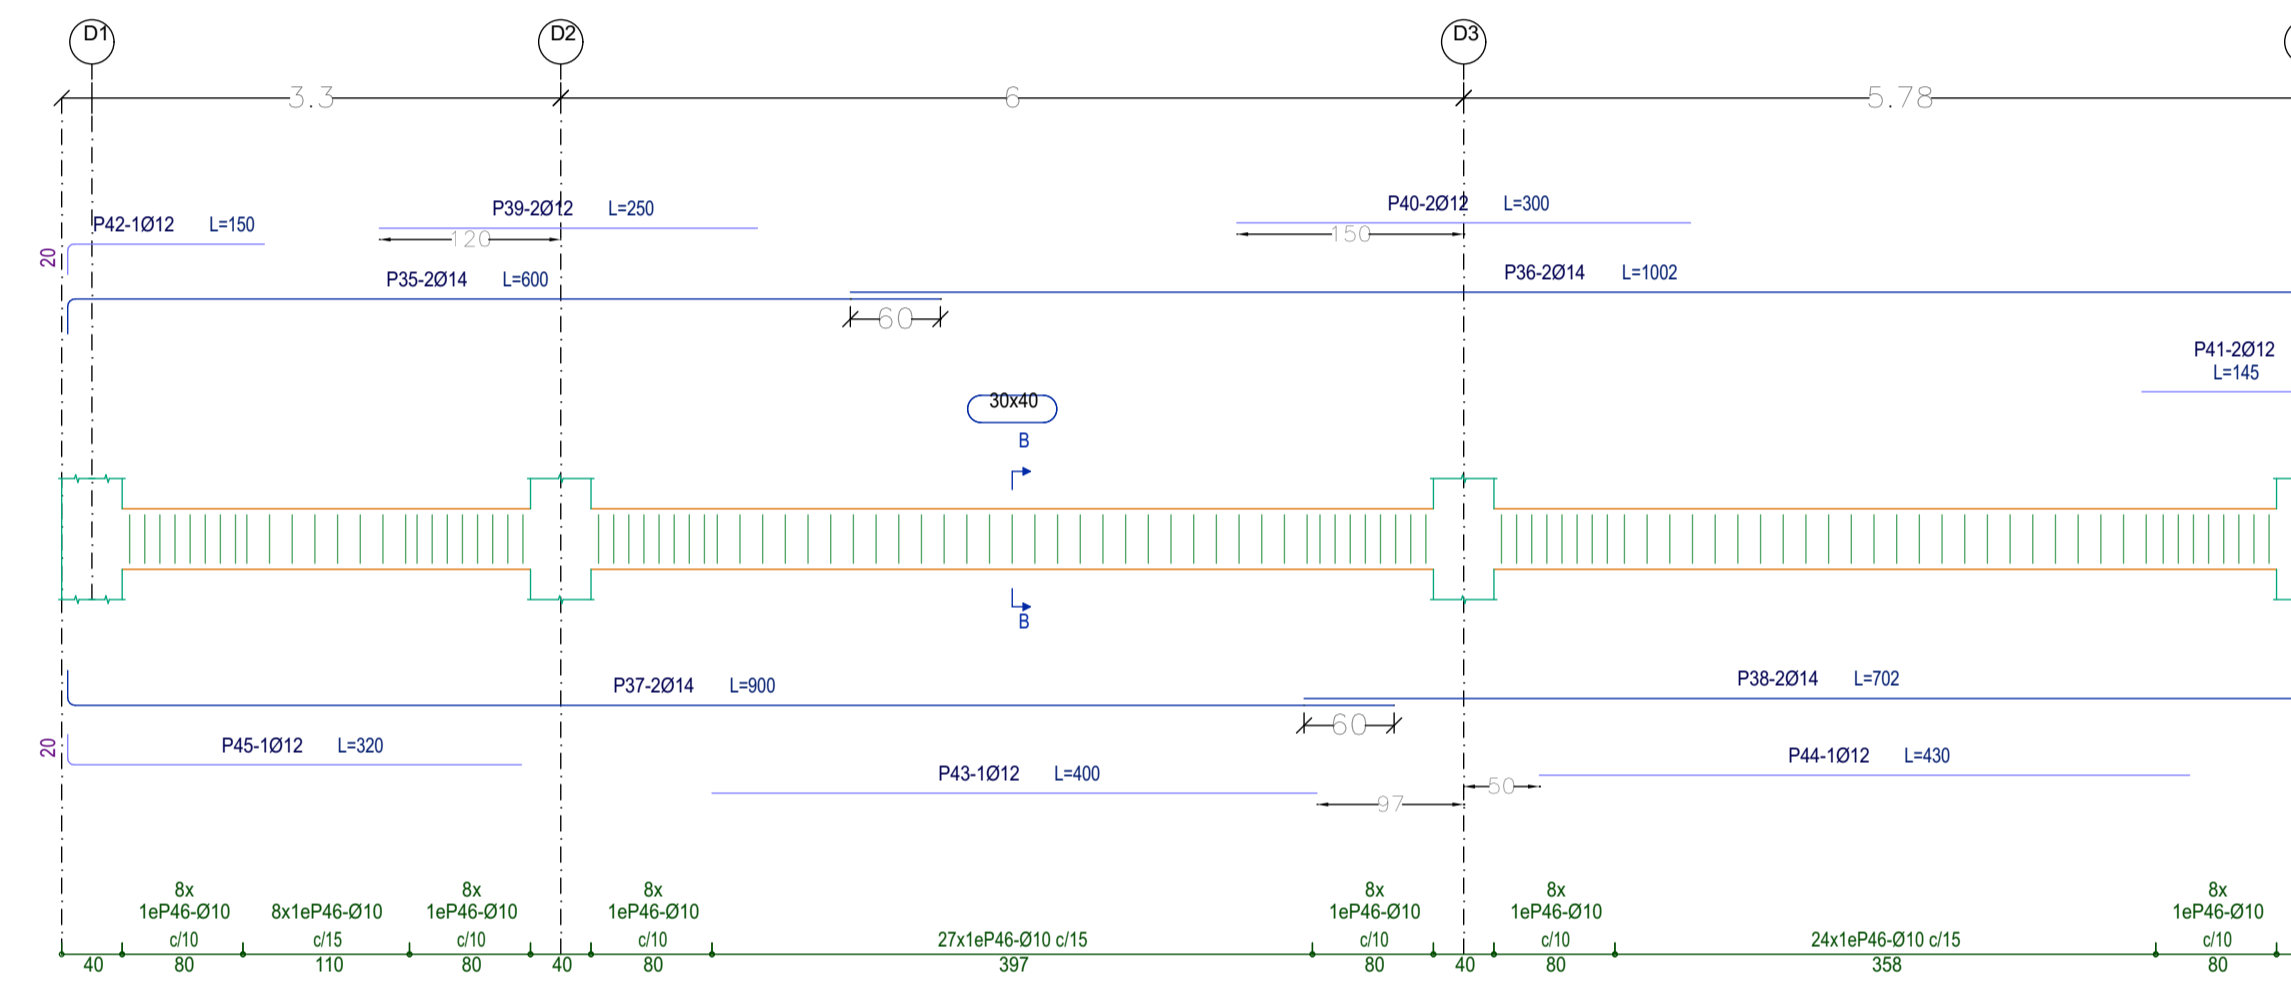 D1
D2
D3
3.3
6
5.78
P42-1Ø12 L=150
P39-2Ø12 L=250
P40-2Ø12 L=300
120
150
20
P35-2Ø14 L=600
P36-2Ø14 L=1002
60
P41-2Ø12
L=145
30x40
B
B
P37-2Ø14 L=900
P38-2Ø14 L=702
60
20
P45-1Ø12 L=320
P43-1Ø12 L=400
P44-1Ø12 L=430
97
50
8x
1eP46-Ø10
c/10
8x1eP46-Ø10
c/15
8x
1eP46-Ø10
c/10
8x
1eP46-Ø10
c/10
27x1eP46-Ø10 c/15
8x
1eP46-Ø10
c/10
8x
1eP46-Ø10
c/10
24x1eP46-Ø10 c/15
8x
1eP46-Ø10
c/10
40 80 110 80 40 80 397 80 40 80 358 80